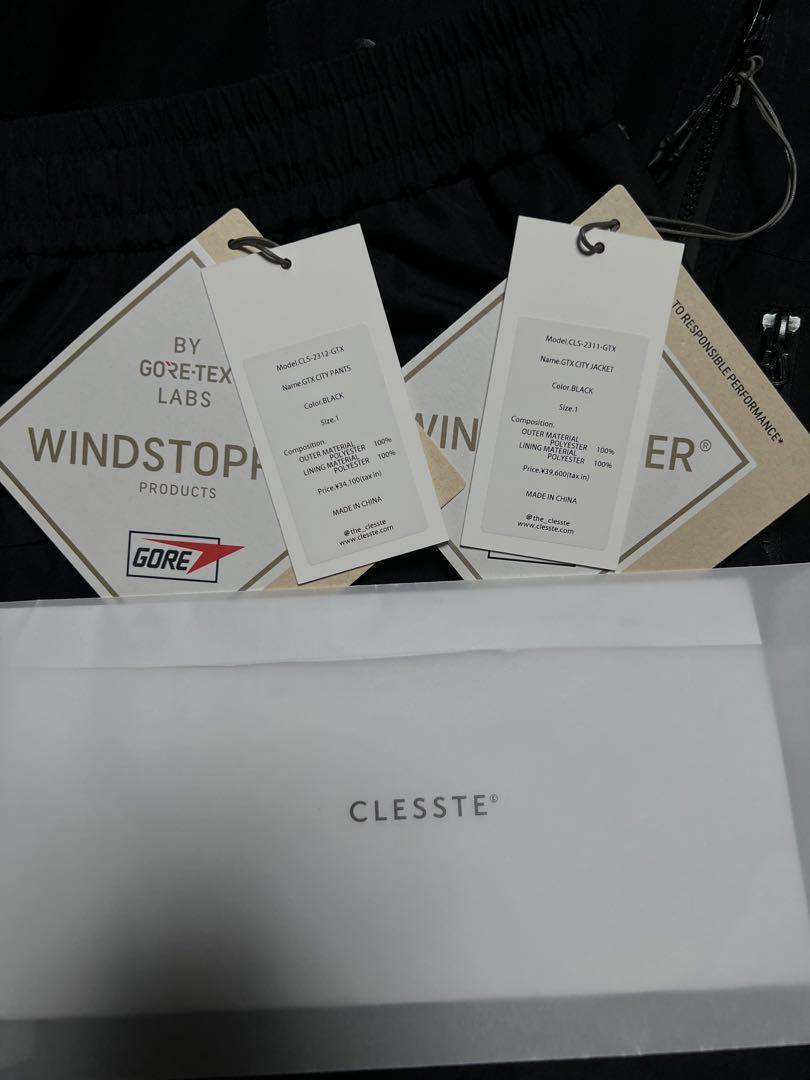 BY
GORE-TEX
LABS
WINDSTOPP
PRODUCTS
GORE
Model.CLS-2312-GTX
Name.GTX CITY PANTS
Color.BLACK
Size.1
Composition.
OUTER MATERIAL
POLYESTER 100%
LINING MATERIAL
POLYESTER 100%
Price.¥34,100(tax in)
MADE IN CHINA
@the_clesste
www.clesste.com
WIN
Model.CLS-2311-GTX
Name.GTX CITY JACKET
Color.BLACK
Size.1
Composition.
OUTER MATERIAL
POLYESTER 100%
LINING MATERIAL
POLYESTER 100%
Price.¥39,600(tax in)
MADE IN CHINA
@the_clesste
www.clesste.com
ER®
TO RESPONSIBLE PERFORMANCE*
CLESSTE